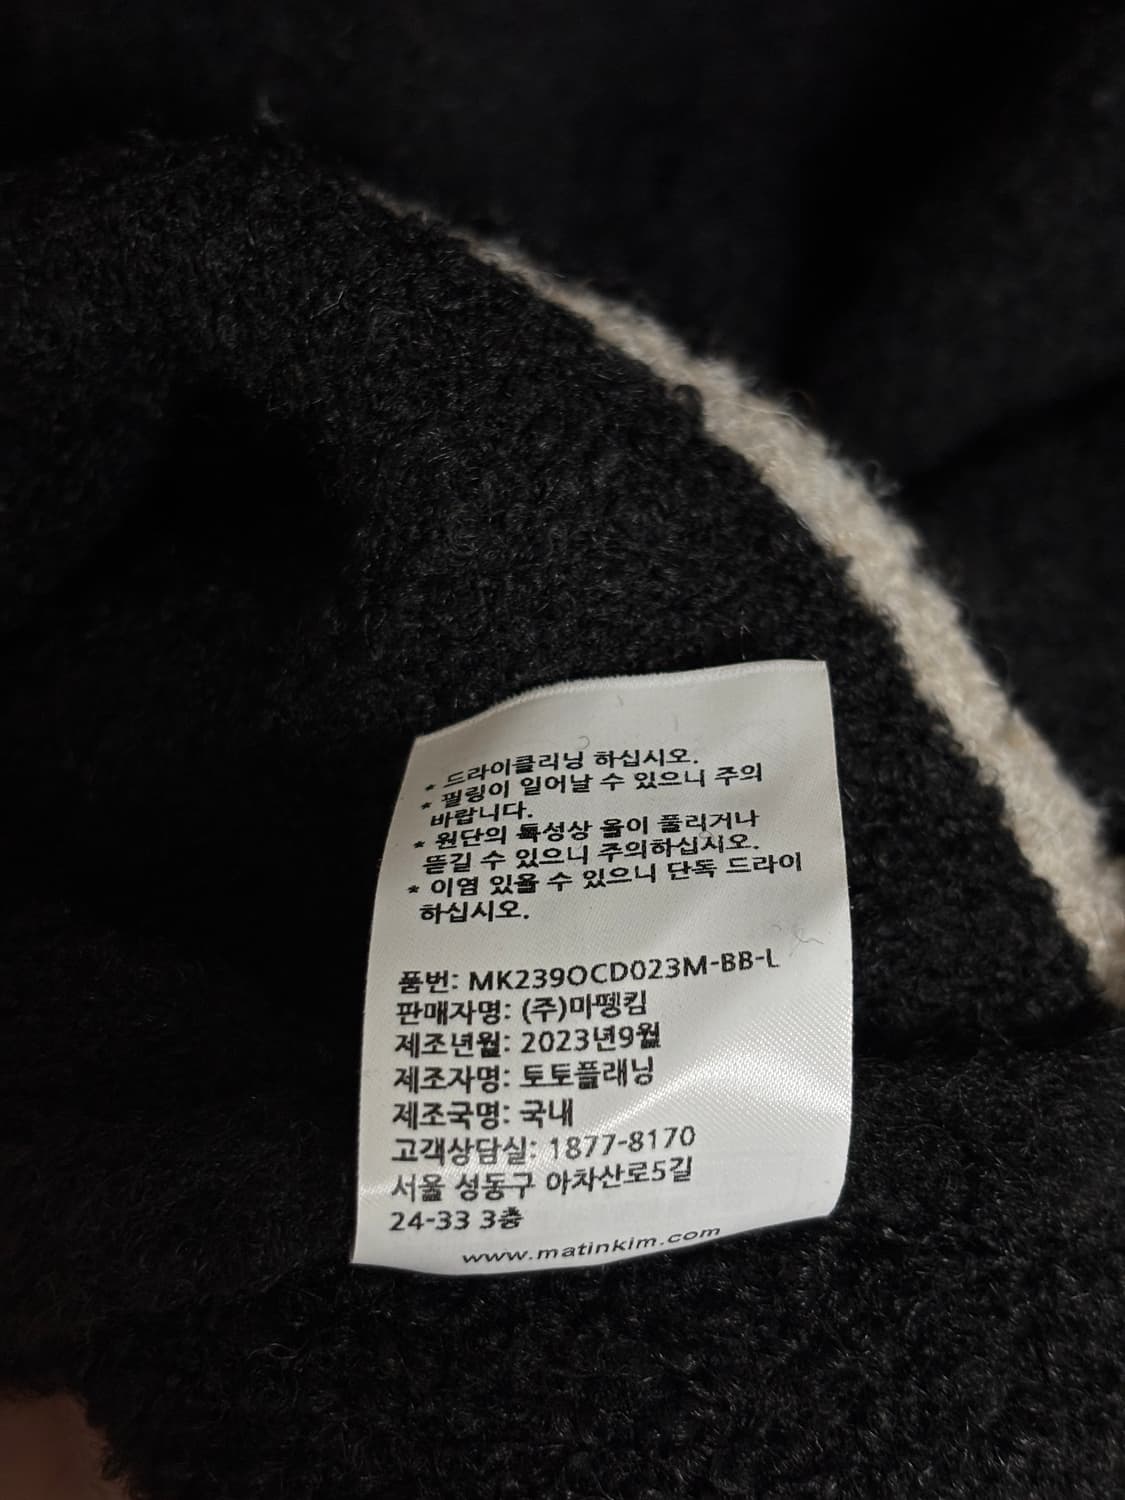 * 드라이클리닝 하십시오.
* 필링이 일어날 수 있으니 주의
바랍니다.
* 원단의 특성상 올이 풀리거나
뜯길 수 있으니 주의하십시오.
* 이염 있을 수 있으니 단독 드라이
하십시오.
품번: MK239OCD023M-BB-L
판매자명: (주)마뗑킴
제조년월: 2023년9월
제조자명: 토토플래닝
제조국명: 국내
고객상담실: 1877-8170
서울 성동구 아차산로5길
24-33 3층
www.matinkim.com